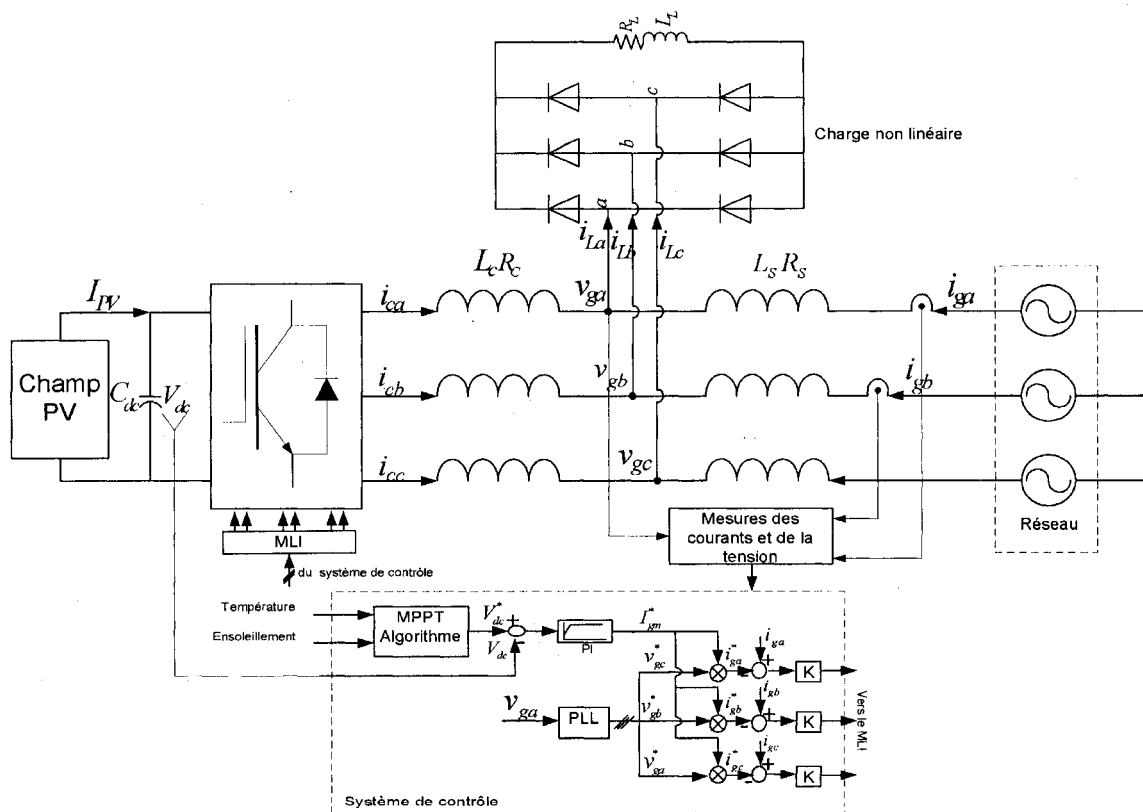 R_L L_L
c
b
a
Charge non linéaire
i_La i_Lb i_Lc
L_c R_c
L_s R_s
I_PV
i_ca
v_ga
i_ga
Champ
PV
C_dc
V_dc
i_cb
v_gb
i_gb
i_cc
v_gc
Réseau
Mesures des
courants et de la
tension
MLI
du système de contrôle
Température
Ensoleillement
MPPT
Algorithme
V*_dc +
V_dc -
PI
I*_gm
v*_gc
i*_ga
i_ga
+
-
K
v_ga
PLL
v*_gb
i*_gb
i_gb
+
-
K
v*_ga
i*_gc
i_gc
+
-
K
Vers le MLI
Système de contrôle